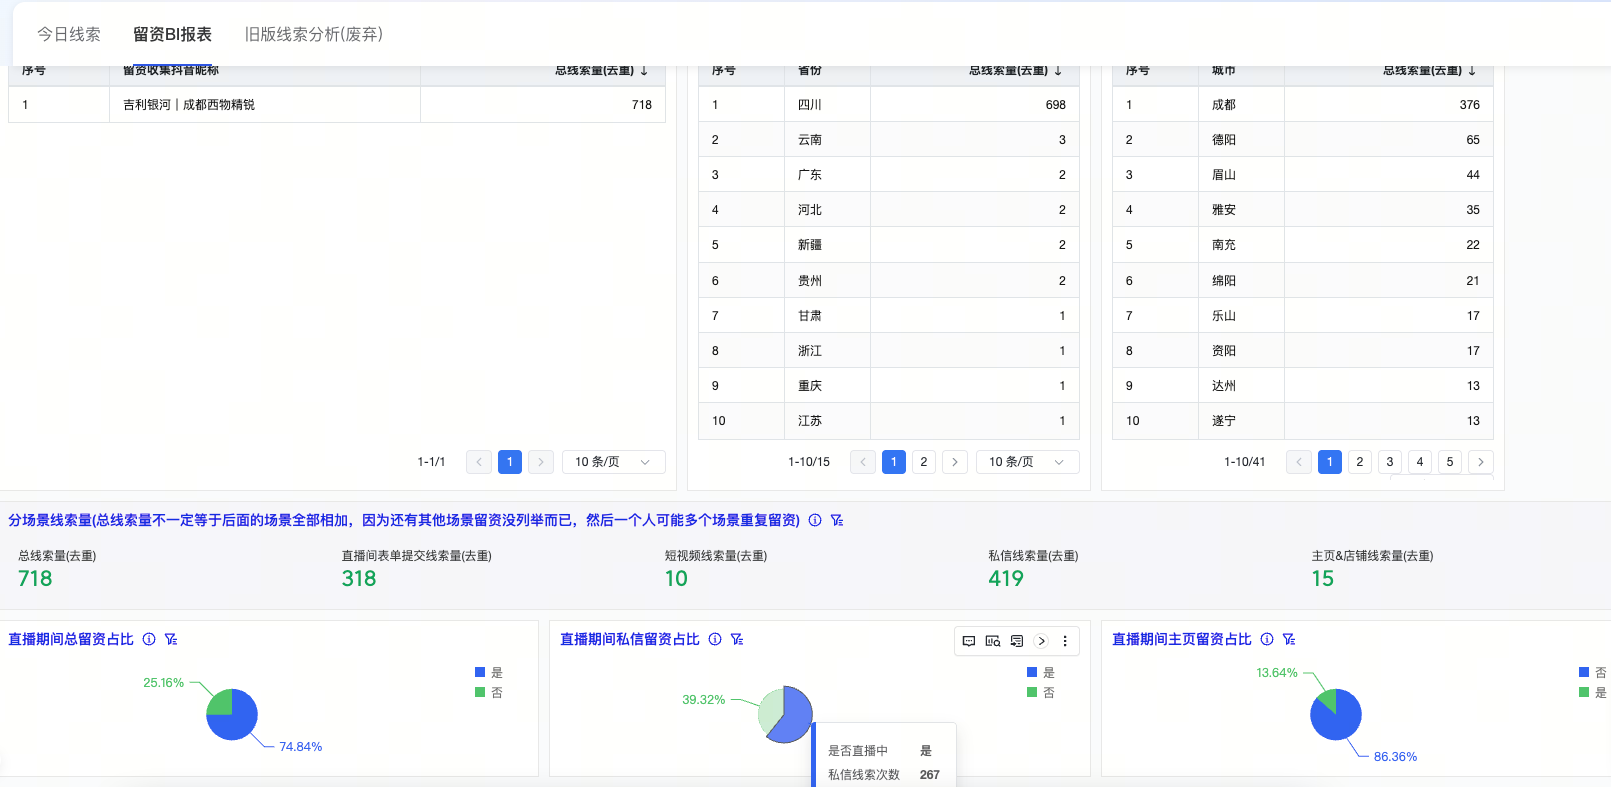 今日线索 留资BI报表 旧版线索分析(废弃)
序号 留资收集抖音昵称 总线索量(去重) ↓
1 吉利银河｜成都西物精锐 718
1-1/1 1 10 条/页
序号 省份 总线索量(去重) ↓
1 四川 698
2 云南 3
3 广东 2
4 河北 2
5 新疆 2
6 贵州 2
7 甘肃 1
8 浙江 1
9 重庆 1
10 江苏 1
1-10/15 1 2 10 条/页
序号 城市 总线索量(去重) ↓
1 成都 376
2 德阳 65
3 眉山 44
4 雅安 35
5 南充 22
6 绵阳 21
7 乐山 17
8 资阳 17
9 达州 13
10 遂宁 13
1-10/41 1 2 3 4 5
分场景线索量(总线索量不一定等于后面的场景全部相加，因为还有其他场景留资没列举而已，然后一个人可能多个场景重复留资)
总线索量(去重) 直播间表单提交线索量(去重) 短视频线索量(去重) 私信线索量(去重) 主页&店铺线索量(去重)
718 318 10 419 15
直播期间总留资占比
是
否
25.16%
74.84%
直播期间私信留资占比
是
否
39.32%
是否直播中 是
私信线索次数 267
直播期间主页留资占比
否
是
13.64%
86.36%